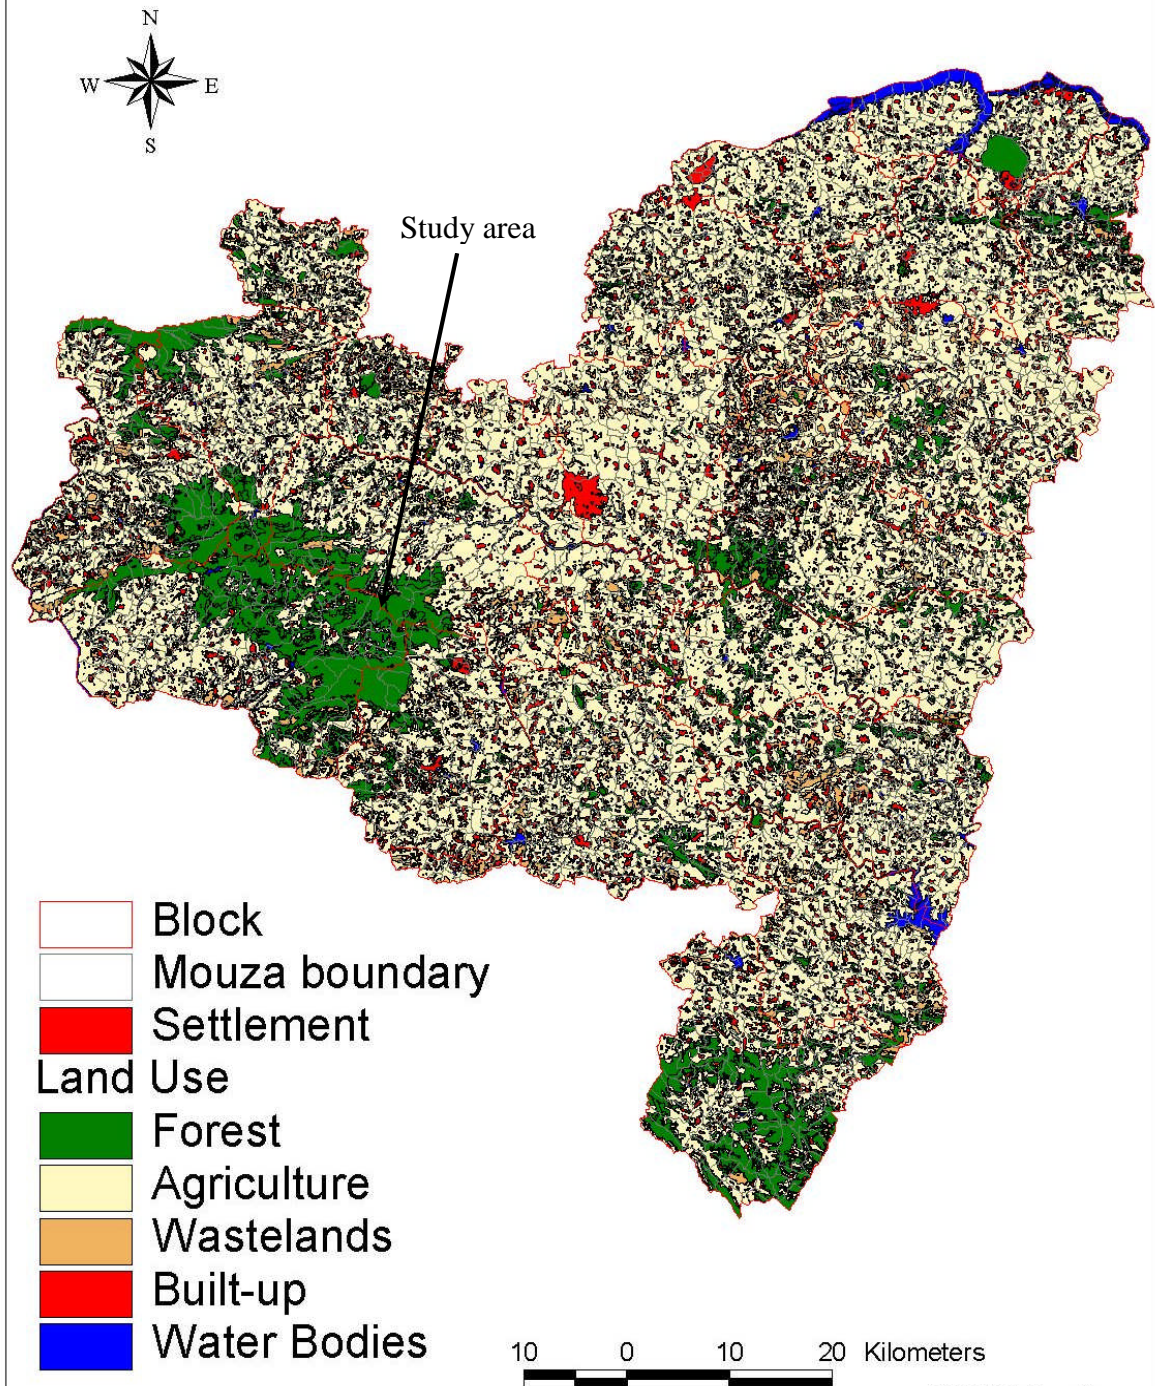 N
W E
S
Study area
Block
Mouza boundary
Settlement
Land Use
Forest
Agriculture
Wastelands
Built-up
Water Bodies
10 0 10 20 Kilometers